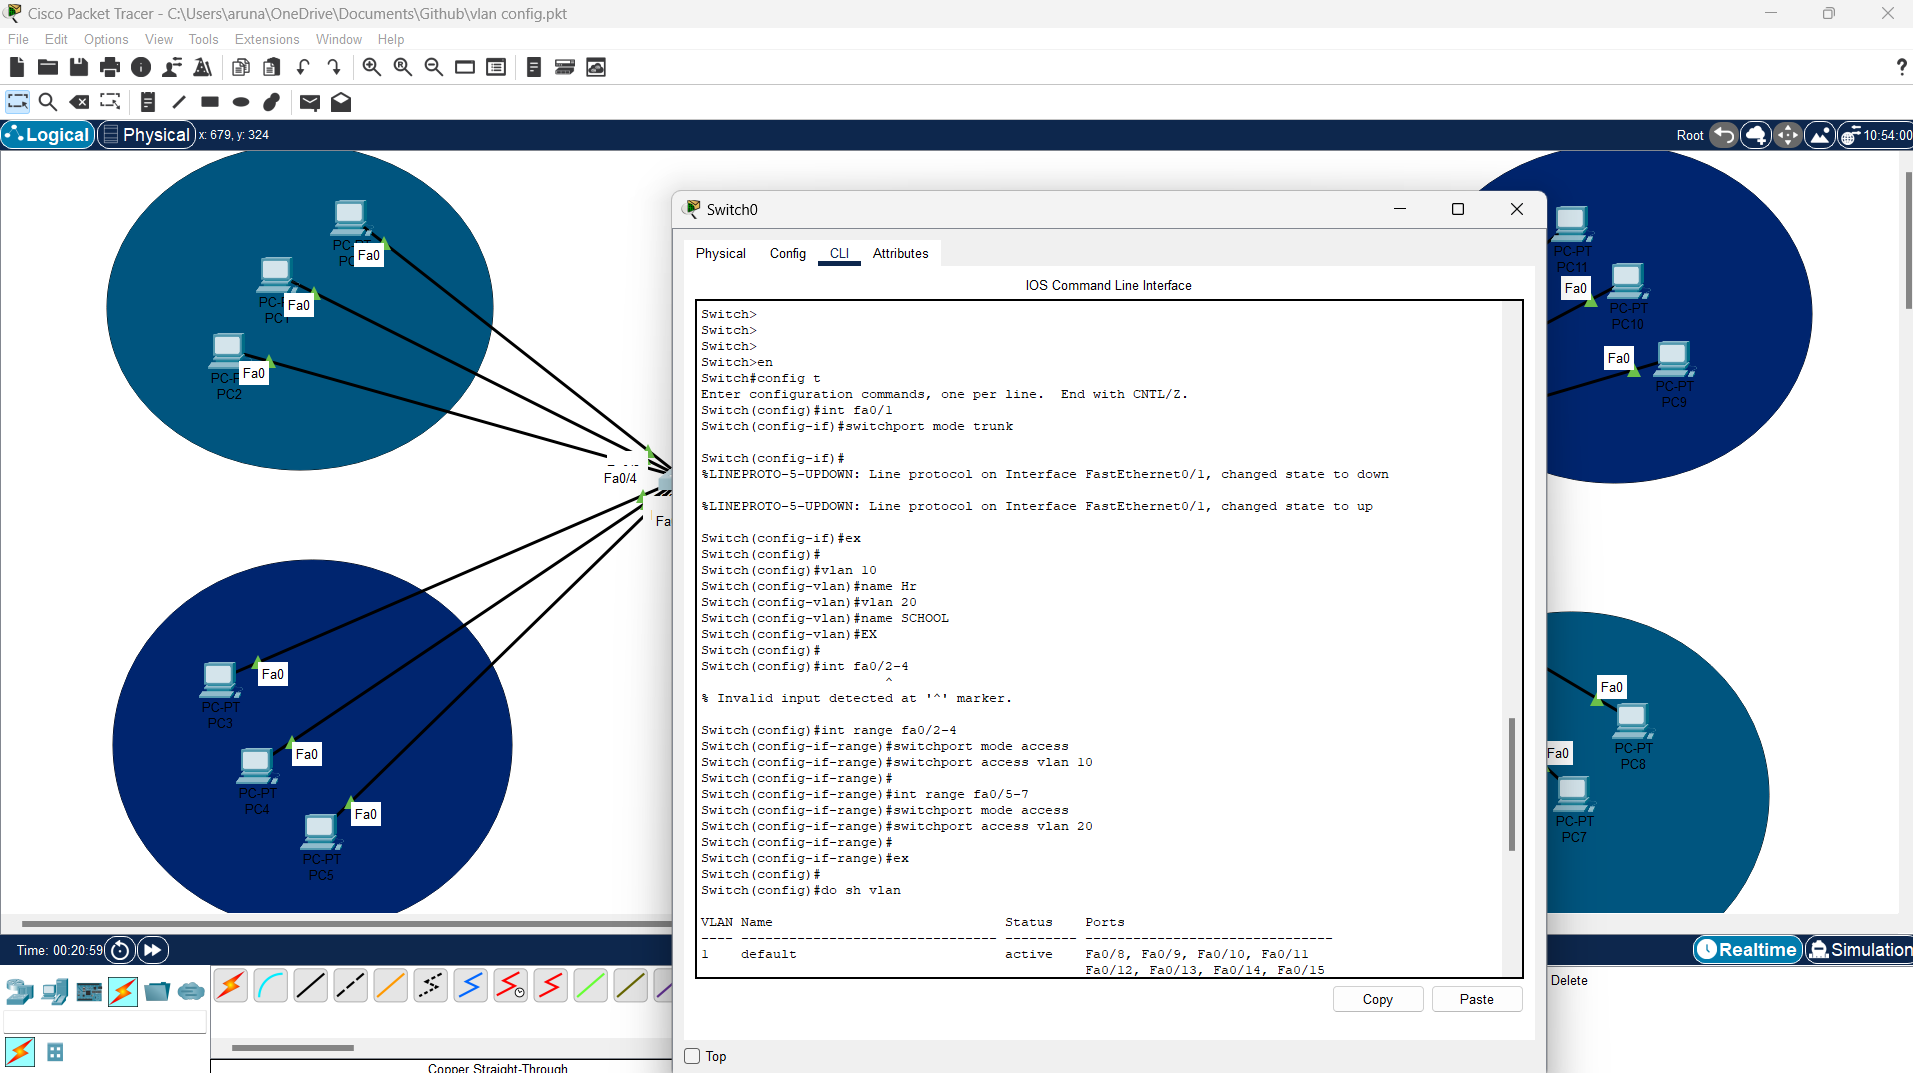 Cisco Packet Tracer - C:\Users\aruna\OneDrive\Documents\Github\vlan config.pkt
File Edit Options View Tools Extensions Window Help
?
Logical Physical x: 679, y: 324 Root 10:54:00
PC-PT
Fa0
PC1
Fa0
PC-PT
PC2
Fa0
Fa0/4
Fa
PC-PT
PC3
Fa0
PC-PT
PC4
Fa0
PC-PT
PC5
Fa0
Switch0
Physical Config CLI Attributes
IOS Command Line Interface
Switch>
Switch>
Switch>
Switch>en
Switch#config t
Enter configuration commands, one per line.  End with CNTL/Z.
Switch(config)#int fa0/1
Switch(config-if)#switchport mode trunk
Switch(config-if)#
%LINEPROTO-5-UPDOWN: Line protocol on Interface FastEthernet0/1, changed state to down
%LINEPROTO-5-UPDOWN: Line protocol on Interface FastEthernet0/1, changed state to up
Switch(config-if)#ex
Switch(config)#
Switch(config)#vlan 10
Switch(config-vlan)#name Hr
Switch(config-vlan)#vlan 20
Switch(config-vlan)#name SCHOOL
Switch(config-vlan)#EX
Switch(config)#
Switch(config)#int fa0/2-4
^
% Invalid input detected at '^' marker.
Switch(config)#int range fa0/2-4
Switch(config-if-range)#switchport mode access
Switch(config-if-range)#switchport access vlan 10
Switch(config-if-range)#
Switch(config-if-range)#int range fa0/5-7
Switch(config-if-range)#switchport mode access
Switch(config-if-range)#switchport access vlan 20
Switch(config-if-range)#
Switch(config-if-range)#ex
Switch(config)#
Switch(config)#do sh vlan
VLAN Name Status Ports
---- -------------------------------- --------- -------------------------------
1 default active Fa0/8, Fa0/9, Fa0/10, Fa0/11
Fa0/12, Fa0/13, Fa0/14, Fa0/15
Copy Paste
Top
PC-PT
PC11
Fa0
PC-PT
PC10
Fa0
PC-PT
PC9
Fa0
PC-PT
PC8
Fa0
PC-PT
PC7
Time: 00:20:59 Realtime Simulation
Delete
Copper Straight-Through